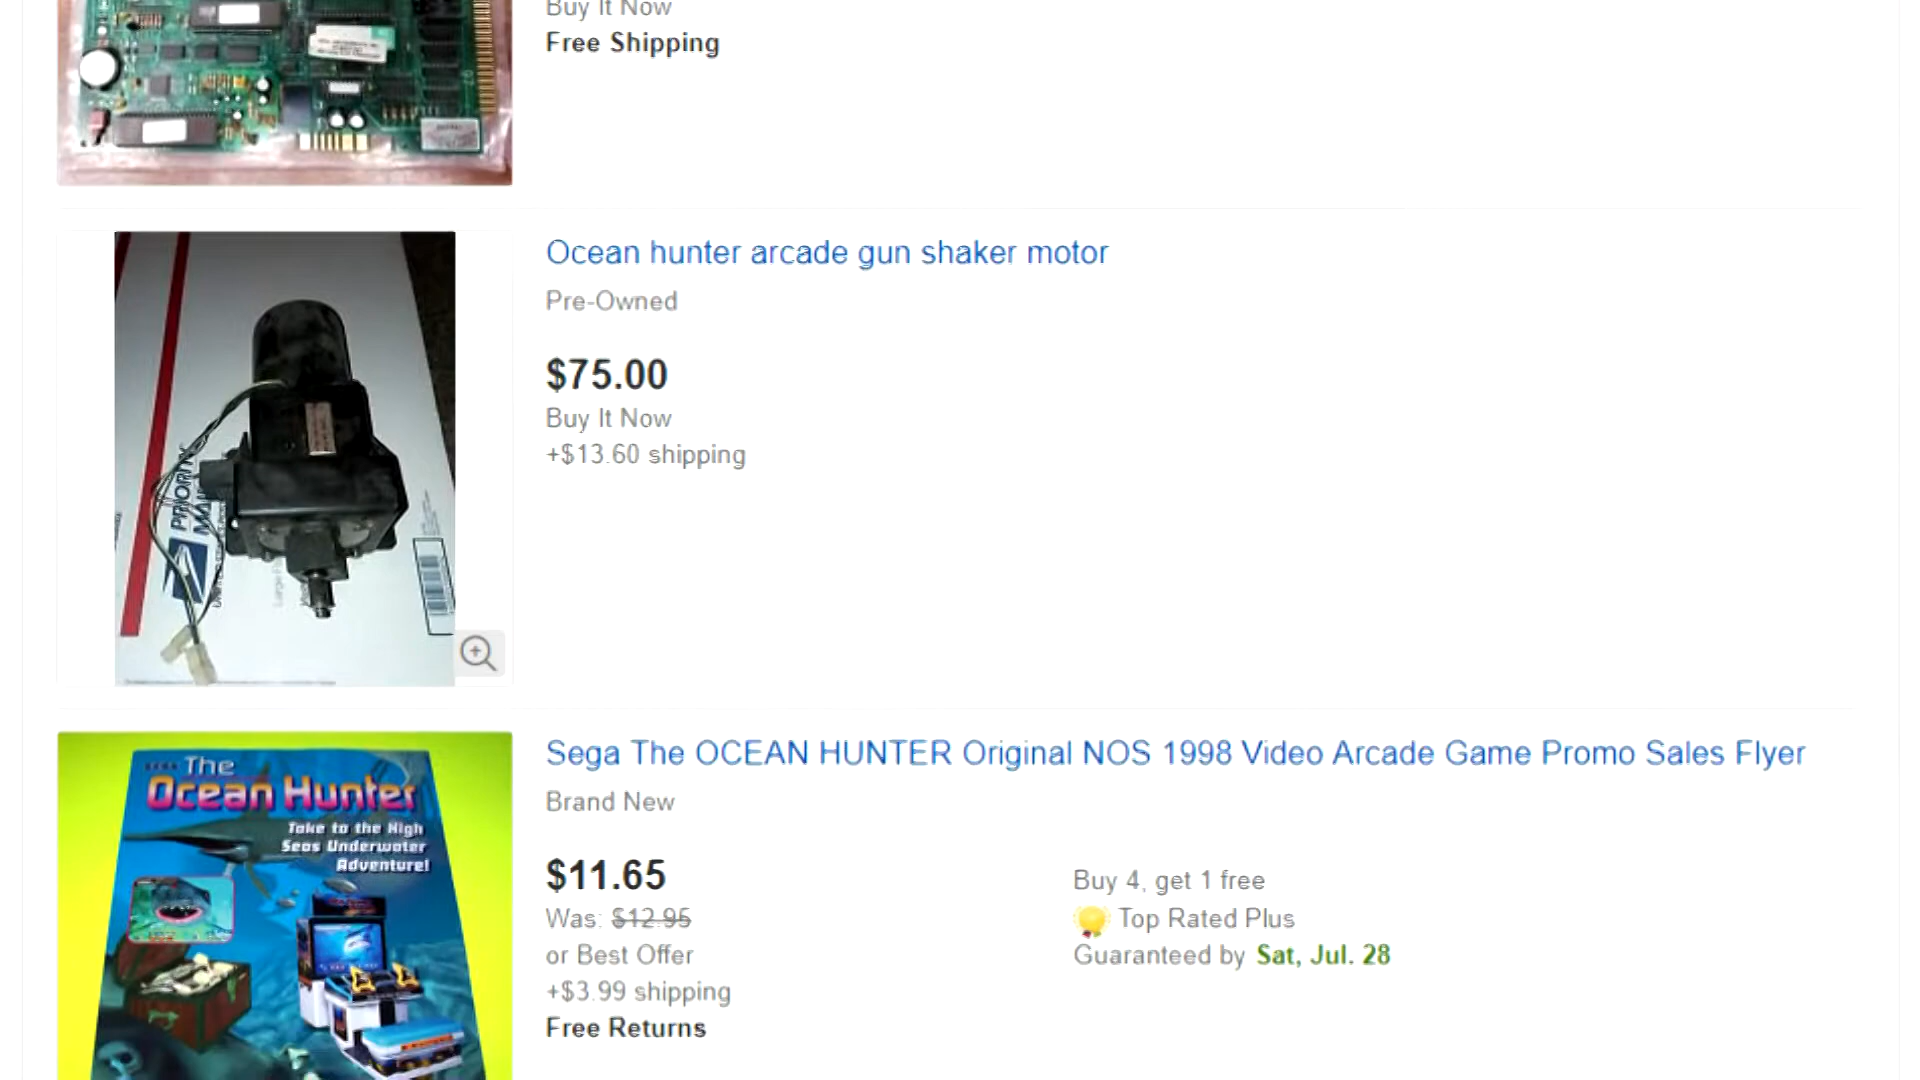 Buy It Now
Free Shipping
Ocean hunter arcade gun shaker motor
Pre-Owned
$75.00
Buy It Now
+$13.60 shipping
PRIORITY
MAIL
Sega The OCEAN HUNTER Original NOS 1998 Video Arcade Game Promo Sales Flyer
Brand New
$11.65
Was: $12.95
or Best Offer
+$3.99 shipping
Free Returns
Buy 4, get 1 free
Top Rated Plus
Guaranteed by Sat, Jul. 28
SEGA The
Ocean Hunter
Take to the High
Seas Underwater
Adventure!